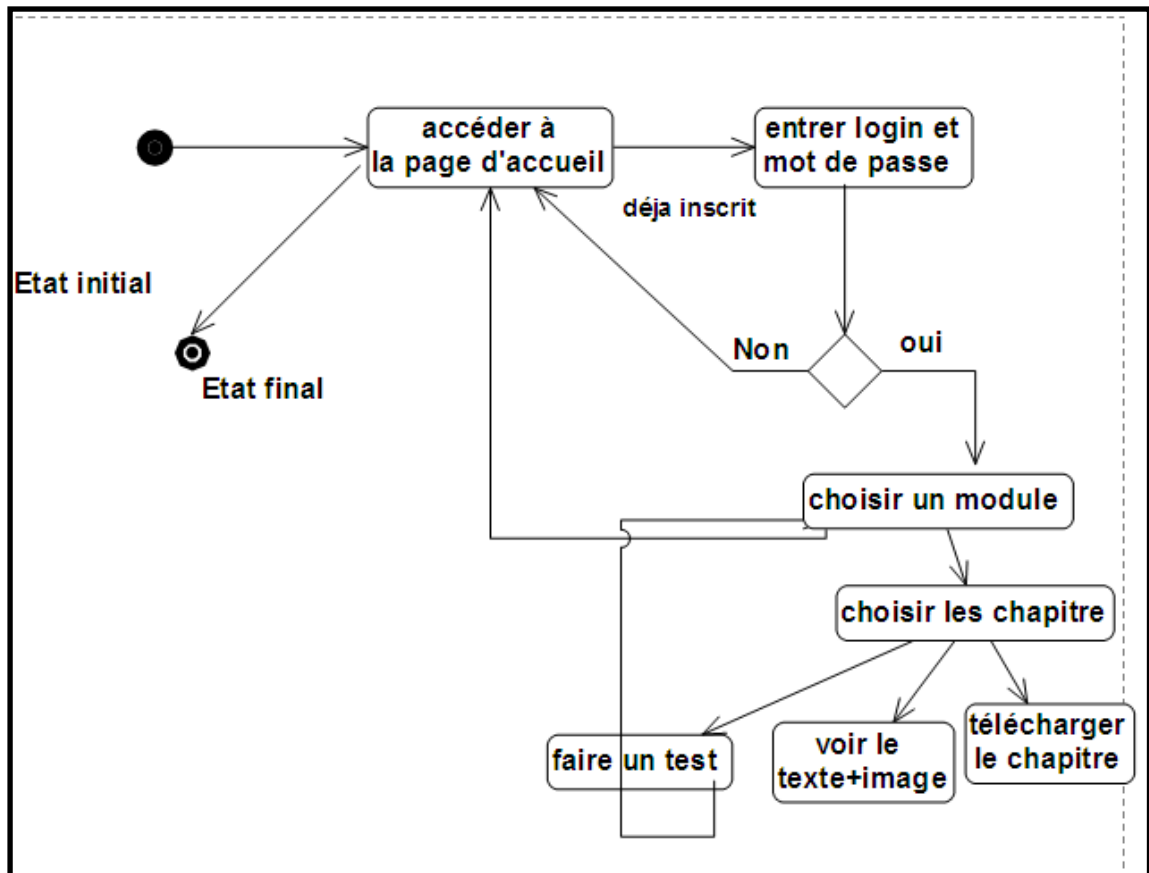 accéder à
la page d'accueil
entrer login et
mot de passe
déja inscrit
Etat initial
Non
oui
Etat final
choisir un module
choisir les chapitre
faire un test
voir le
texte+image
télécharger
le chapitre